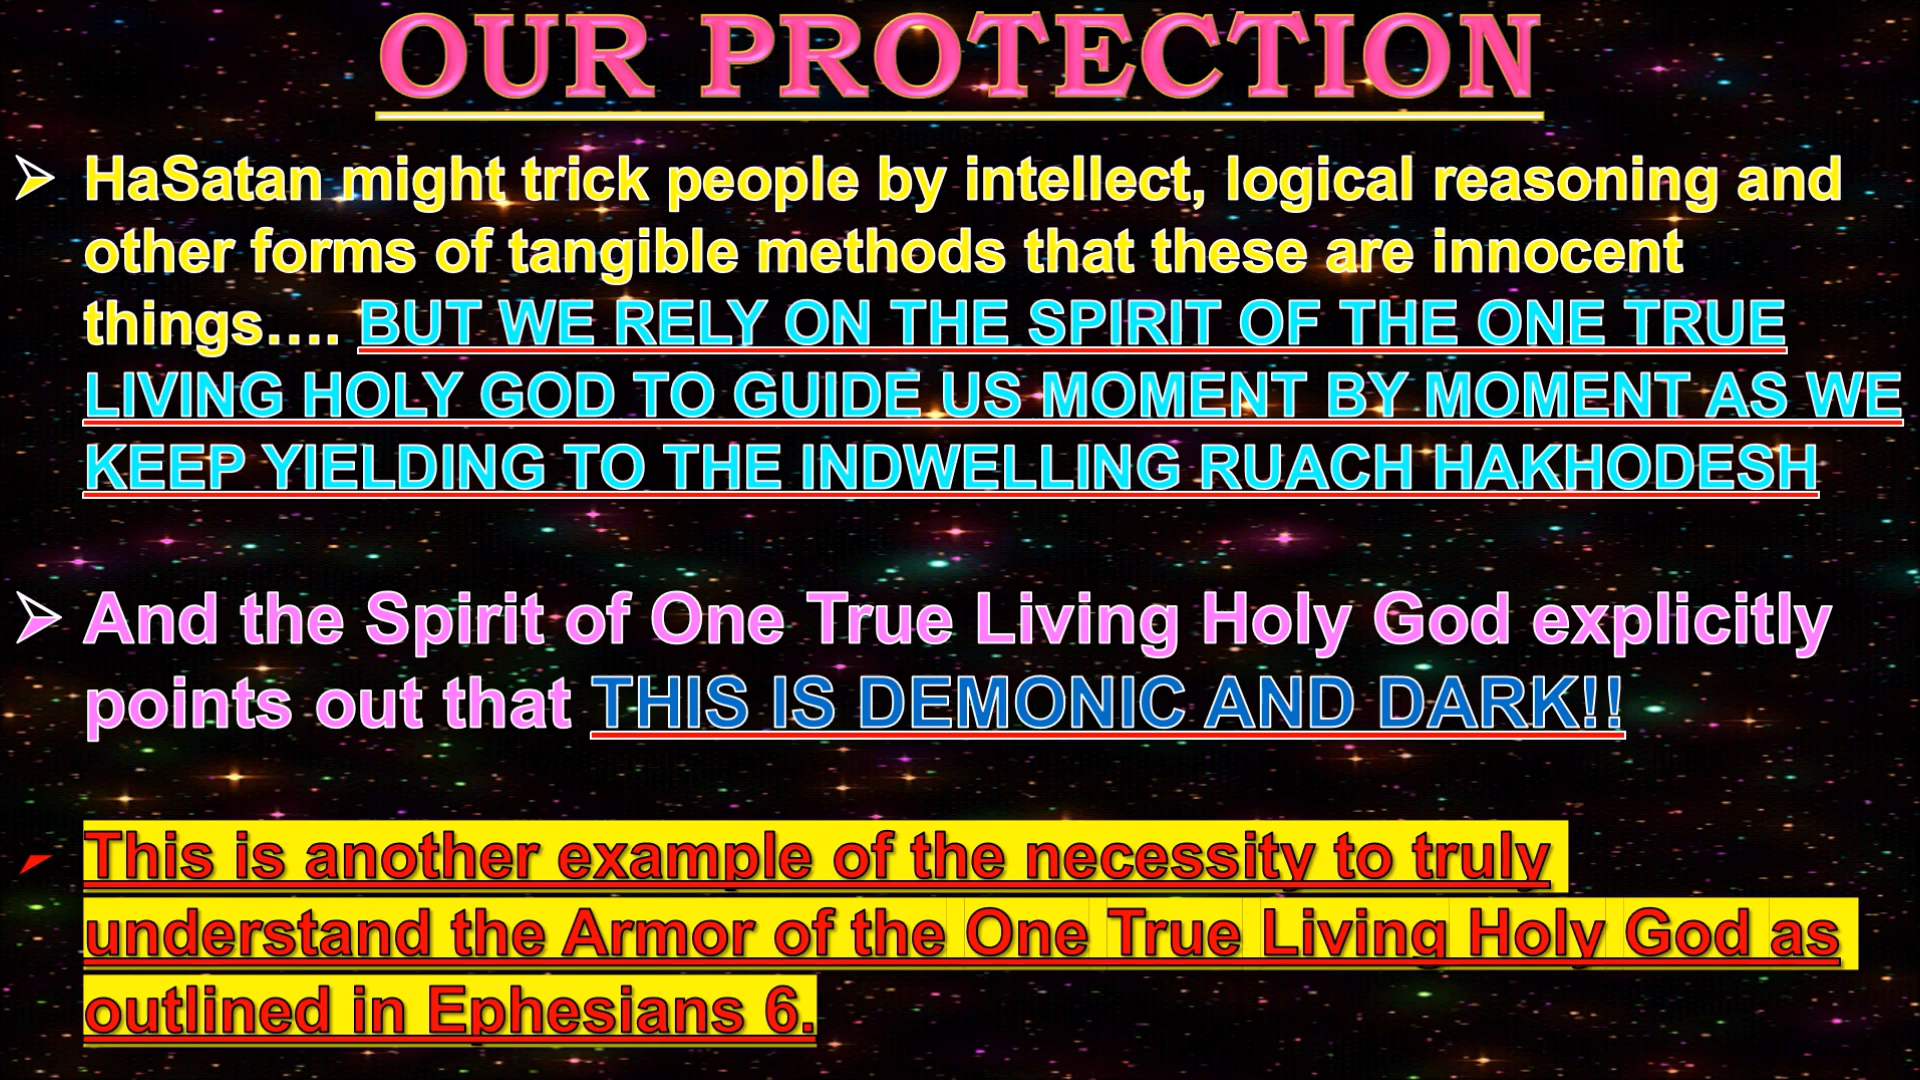 OUR PROTECTION
HaSatan might trick people by intellect, logical reasoning and
other forms of tangible methods that these are innocent
things.... BUT WE RELY ON THE SPIRIT OF THE ONE TRUE
LIVING HOLY GOD TO GUIDE US MOMENT BY MOMENT AS WE
KEEP YIELDING TO THE INDWELLING RUACH HAKHODESH
And the Spirit of One True Living Holy God explicitly
points out that THIS IS DEMONIC AND DARK!!
This is another example of the necessity to truly
understand the Armor of the One True Living Holy God as
outlined in Ephesians 6.